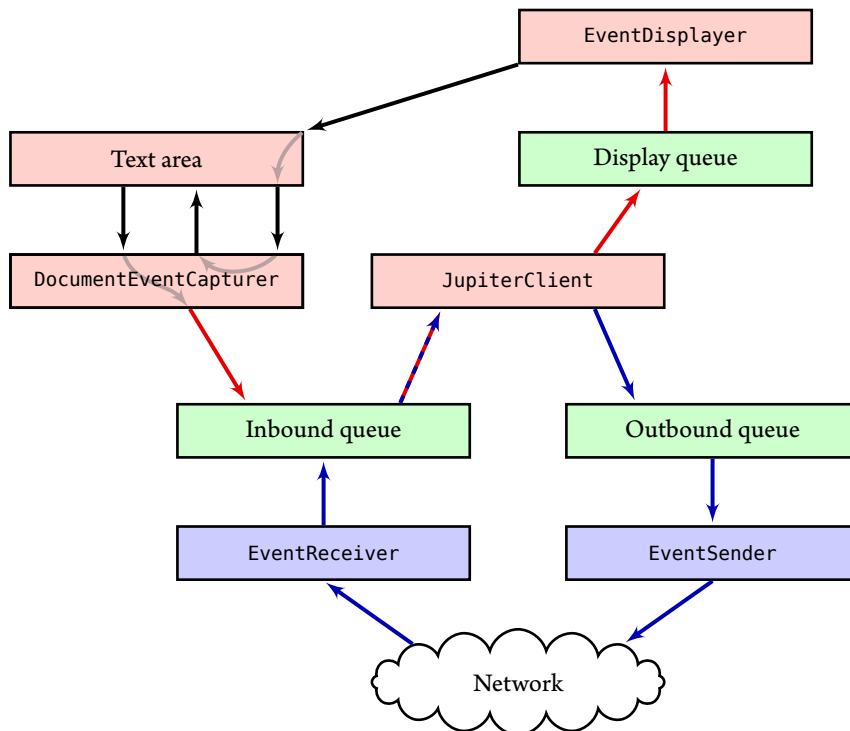 EventDisplayer
Text area
Display queue
DocumentEventCapturer
JupiterClient
Inbound queue
Outbound queue
EventReceiver
EventSender
Network